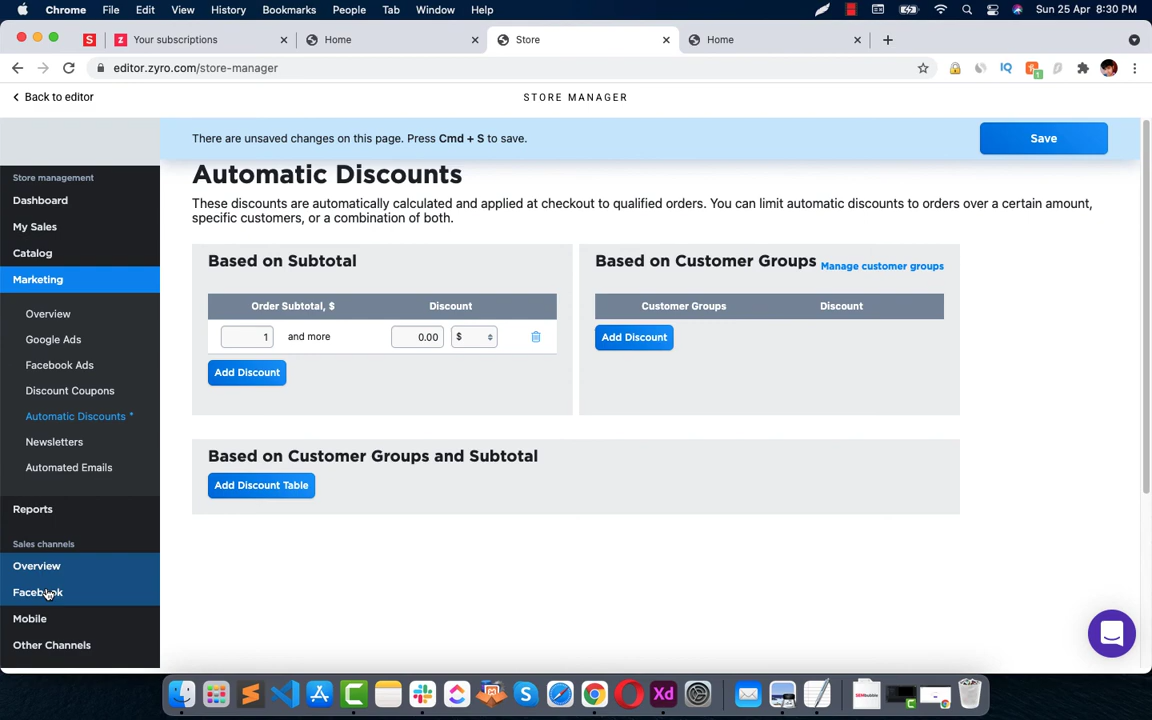 Chrome File Edit View History Bookmarks People Tab Window Help Sun 25 Apr 8:30 PM
S Z Your subscriptions Home Store Home
editor.zyro.com/store-manager IQ 1
Back to editor STORE MANAGER
There are unsaved changes on this page. Press Cmd + S to save. Save
Store management
Dashboard
My Sales
Catalog
Marketing
Overview
Google Ads
Facebook Ads
Discount Coupons
Automatic Discounts *
Newsletters
Automated Emails
Reports
Sales channels
Overview
Facebook
Mobile
Other Channels
Automatic Discounts
These discounts are automatically calculated and applied at checkout to qualified orders. You can limit automatic discounts to orders over a certain amount,
specific customers, or a combination of both.
Based on Subtotal
Order Subtotal, $ Discount
1 and more 0.00 $
Add Discount
Based on Customer Groups Manage customer groups
Customer Groups Discount
Add Discount
Based on Customer Groups and Subtotal
Add Discount Table
Xd